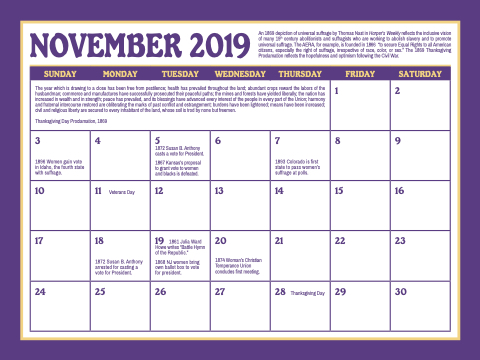 NOVEMBER 2019
An 1869 depiction of universal suffrage by Thomas Nast in Harper's Weekly reflects the inclusive vision
of many 19th century abolitionists and suffragists who are working to abolish slavery and to promote
universal suffrage. The AERA, for example, is founded in 1866 "to secure Equal Rights to all American
citizens, especially the right of suffrage, irrespective of race, color, or sex." The 1869 Thanksgiving
Proclamation reflects the hopefulness and optimism following the Civil War.
SUNDAY MONDAY TUESDAY WEDNESDAY THURSDAY FRIDAY SATURDAY
The year which is drawing to a close has been free from pestilence; health has prevailed throughout the land; abundant crops reward the labors of the
husbandman; commerce and manufactures have successfully prosecuted their peaceful paths; the mines and forests have yielded liberally; the nation has
increased in wealth and in strength; peace has prevailed, and its blessings have advanced every interest of the people in every part of the Union; harmony
and fraternal intercourse restored are obliterating the marks of past conflict and estrangement; burdens have been lightened; means have been increased;
civil and religious liberty are secured to every inhabitant of the land, whose soil is trod by none but freemen.
Thanksgiving Day Proclamation, 1869
1 2
3 4 5 6 7 8 9
1896 Women gain vote
in Idaho, the fourth state
with suffrage.
1872 Susan B. Anthony
casts a vote for President.
1867 Kansas's proposal
to grant vote to women
and blacks is defeated.
1893 Colorado is first
state to pass women's
suffrage at polls.
10 11 Veterans Day 12 13 14 15 16
17 18 19 20 21 22 23
1872 Susan B. Anthony
arrested for casting a
vote for President.
1861 Julia Ward
Howe writes "Battle Hymn
of the Republic."
1868 NJ women bring
own ballot box to vote
for president.
1874 Women's Christian
Temperance Union
concludes first meeting.
24 25 26 27 28 Thanksgiving Day 29 30